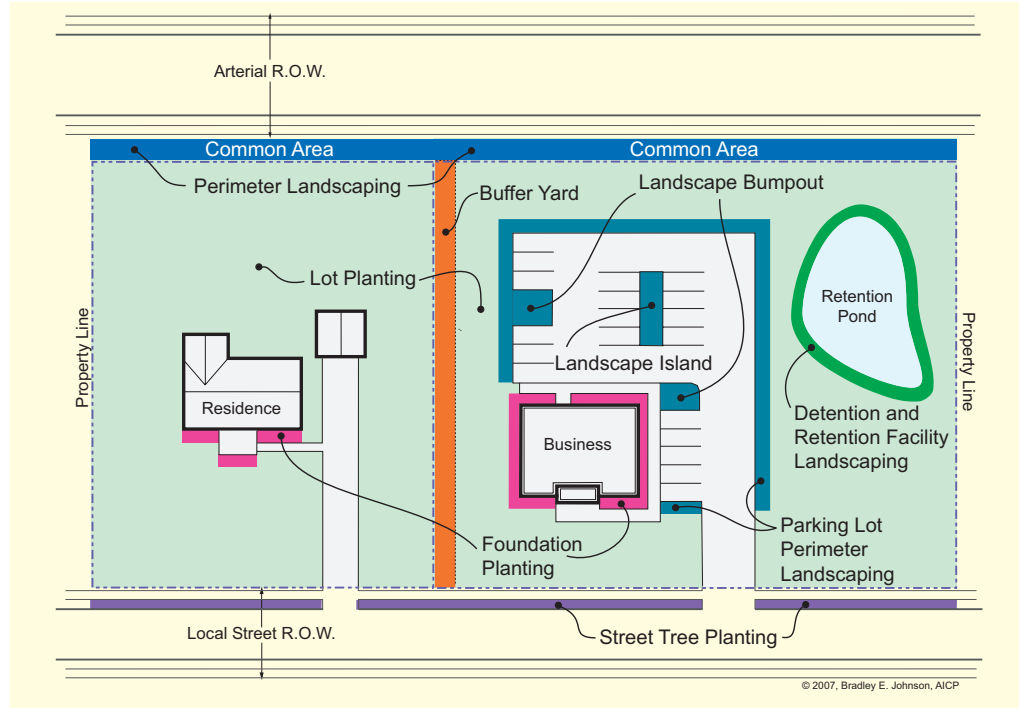 Arterial R.O.W.
Common Area
Common Area
Perimeter Landscaping
Buffer Yard
Landscape Bumpout
Lot Planting
Retention
Pond
Property Line
Property Line
Landscape Island
Residence
Business
Detention and
Retention Facility
Landscaping
Foundation
Planting
Parking Lot
Perimeter
Landscaping
Local Street R.O.W.
Street Tree Planting
© 2007, Bradley E. Johnson, AICP